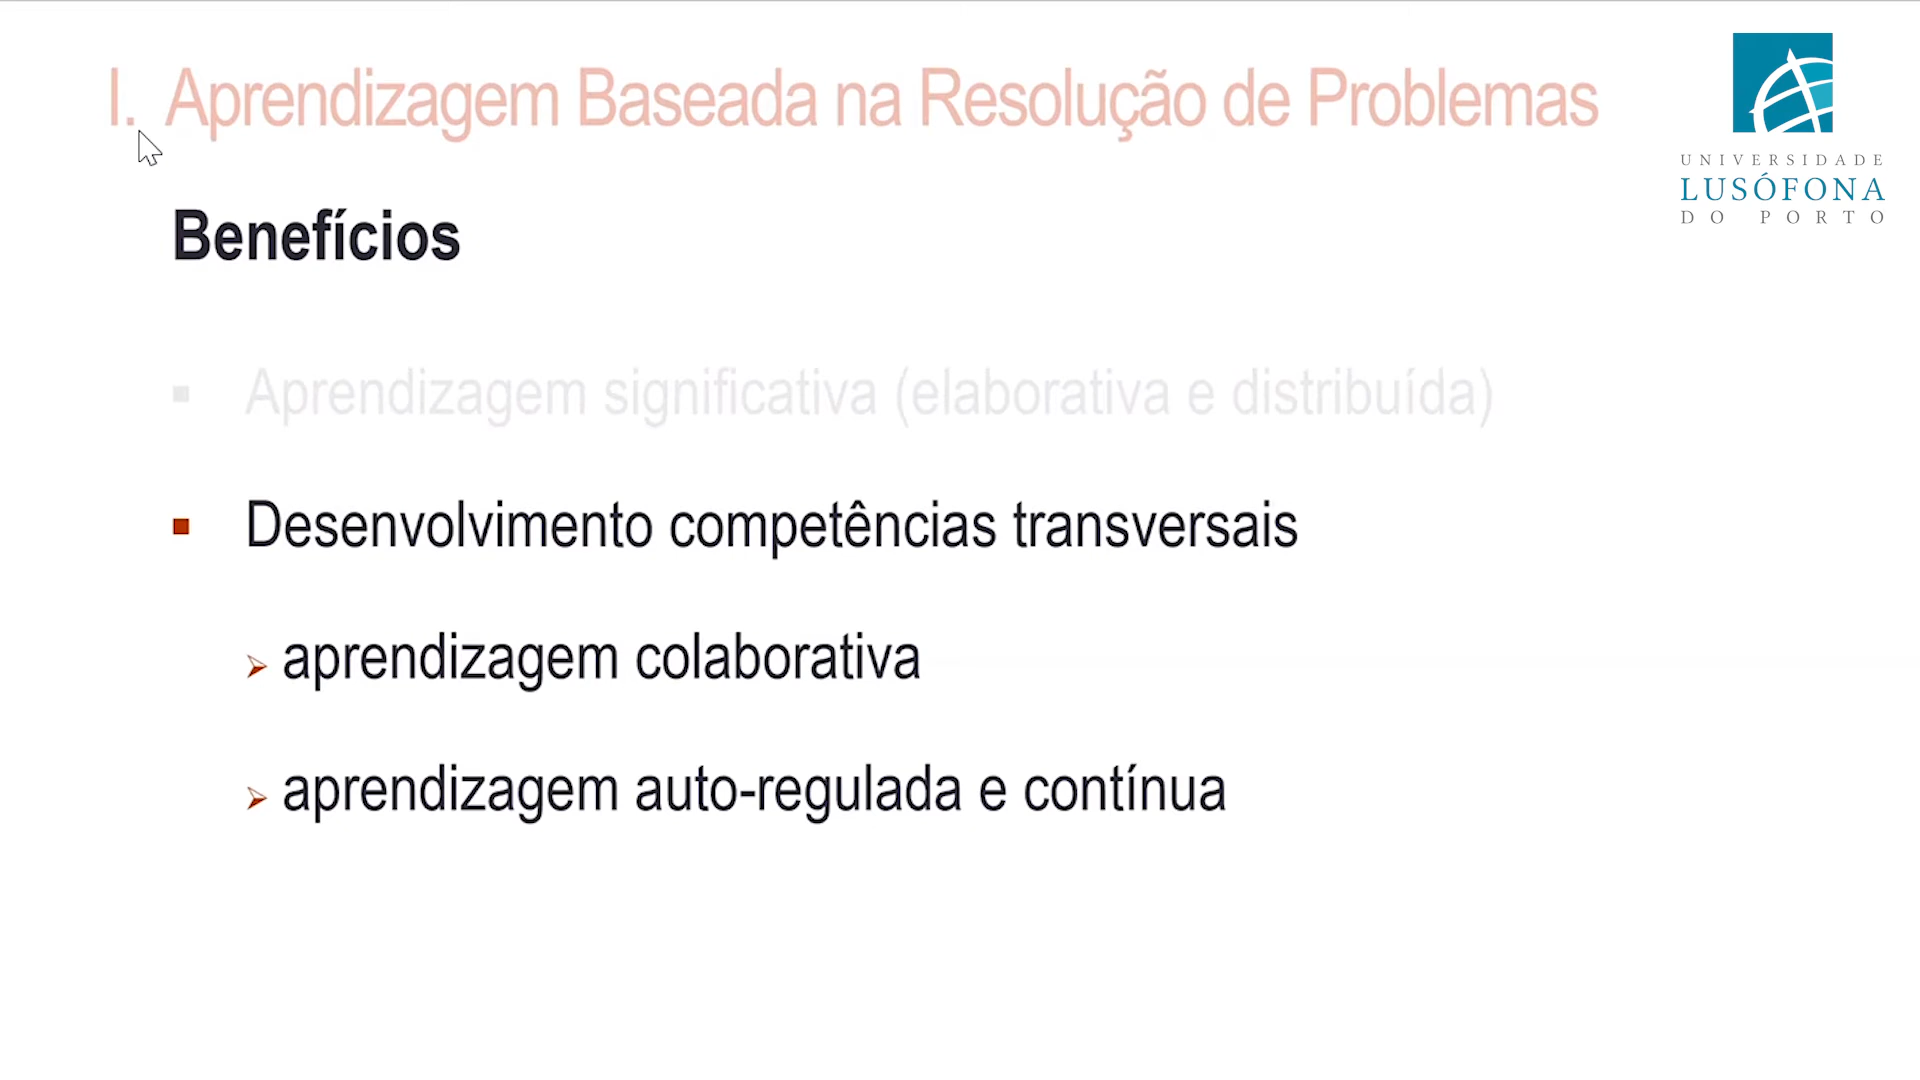 I. Aprendizagem Baseada na Resolução de Problemas
UNIVERSIDADE
LUSÓFONA
DO PORTO
Benefícios
▪ Aprendizagem significativa (elaborativa e distribuída)
▪ Desenvolvimento competências transversais
➢ aprendizagem colaborativa
➢ aprendizagem auto-regulada e contínua